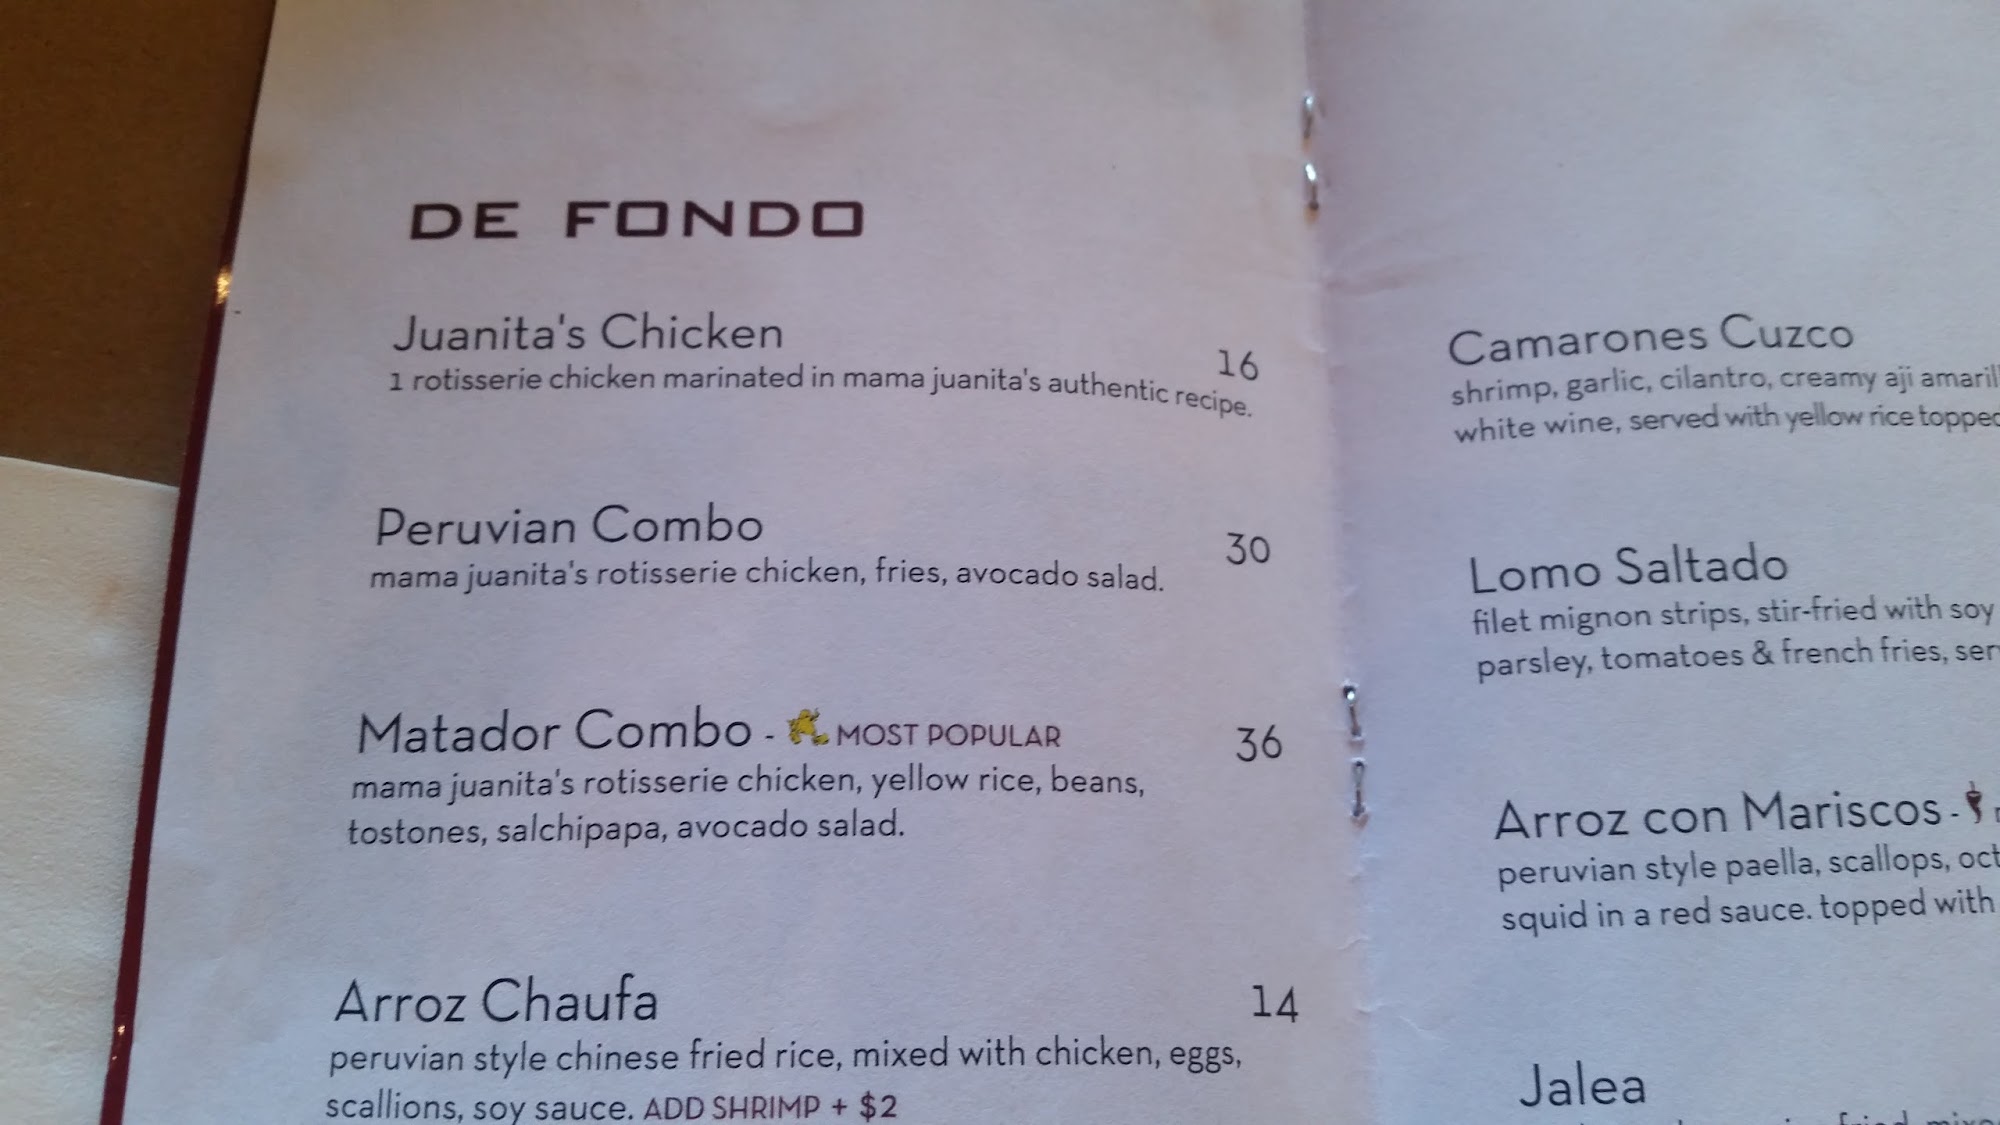 DE FONDO
Juanita's Chicken
16
1 rotisserie chicken marinated in mama juanita's authentic recipe.
Peruvian Combo
30
mama juanita's rotisserie chicken, fries, avocado salad.
Matador Combo - MOST POPULAR
36
mama juanita's rotisserie chicken, yellow rice, beans,
tostones, salchipapa, avocado salad.
Arroz Chaufa
14
peruvian style chinese fried rice, mixed with chicken, eggs,
scallions, soy sauce. ADD SHRIMP + $2
Camarones Cuzco
shrimp, garlic, cilantro, creamy aji
white wine, served with yellow rice topped
Lomo Saltado
filet mignon strips, stir-fried with soy
parsley, tomatoes & french fries,
Arroz con Mariscos -
peruvian style paella, scallops,
squid in a red sauce. topped with
Jalea